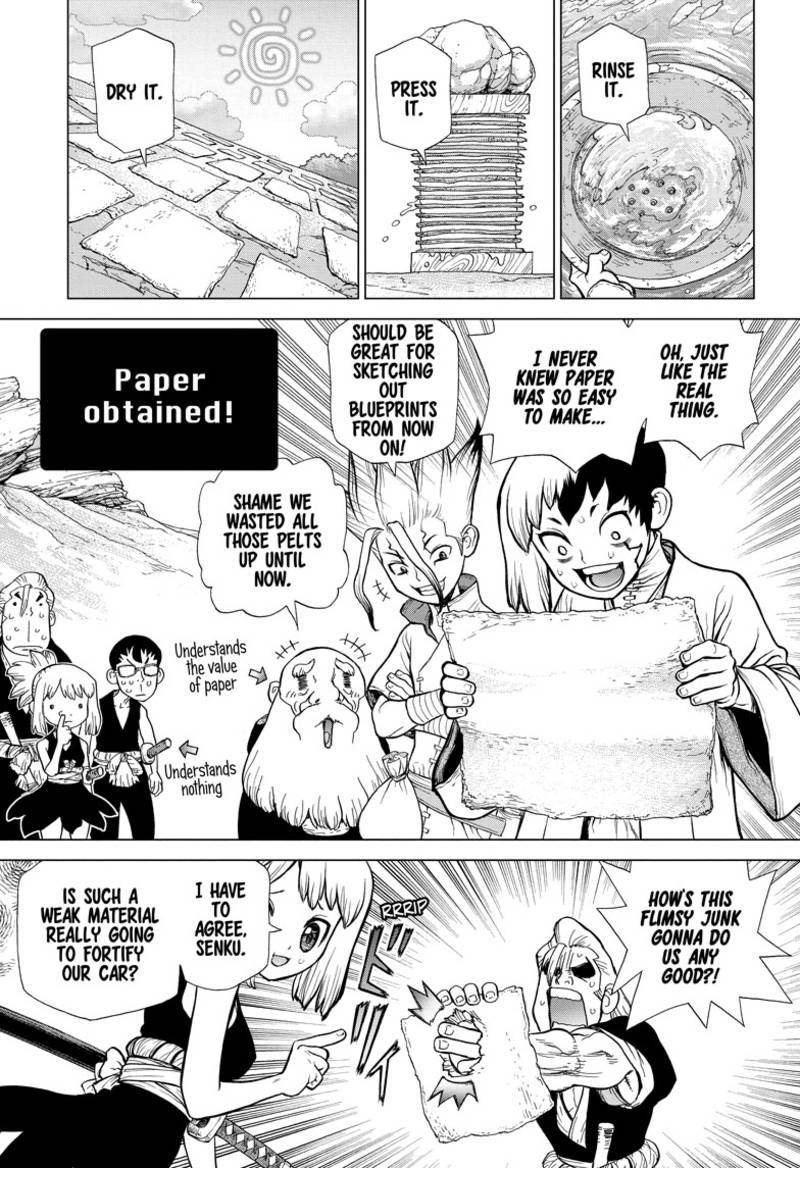 RINSE
IT.
PRESS
IT.
DRY IT.
OH, JUST
LIKE THE
REAL
THING.
I NEVER
KNEW PAPER
WAS SO EASY
TO MAKE...
SHOULD BE
GREAT FOR
SKETCHING
OUT
BLUEPRINTS
FROM NOW
ON!
Paper
obtained!
SHAME WE
WASTED ALL
THOSE PELTS
UP UNTIL
NOW.
Understands
the value
of paper
Understands
nothing
HOW'S THIS
FLIMSY JUNK
GONNA DO
US ANY
GOOD?!
RRRIP
ビリッ
I HAVE
TO
AGREE,
SENKU.
IS SUCH A
WEAK MATERIAL
REALLY GOING
TO FORTIFY
OUR CAR?